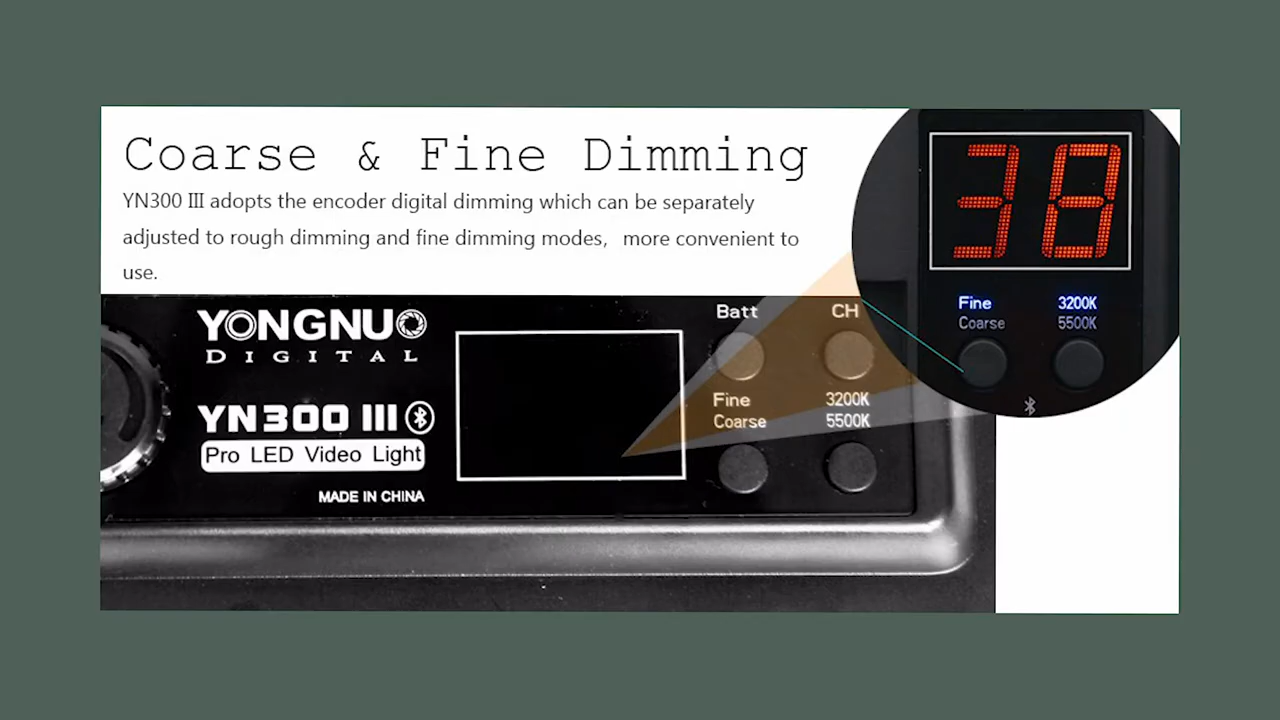 Coarse & Fine Dimming
YN300 III adopts the encoder digital dimming which can be separately
adjusted to rough dimming and fine dimming modes, more convenient to
use.
38
Fine 3200K
Coarse 5500K
YONGNUO
DIGITAL
YN300 III
Pro LED Video Light
MADE IN CHINA
Batt CH
Fine 3200K
Coarse 5500K